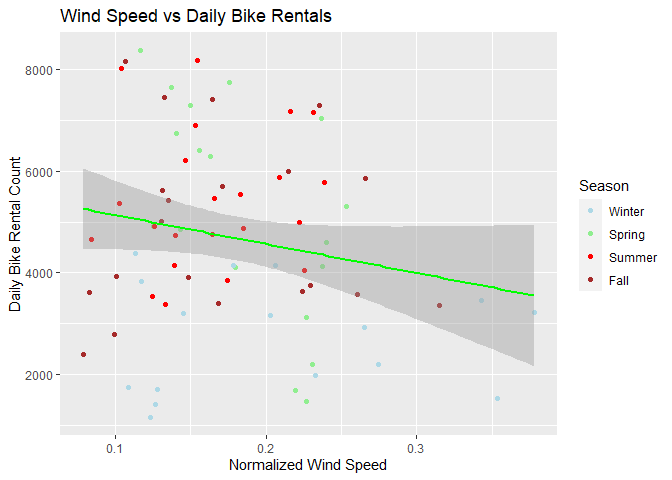 Wind Speed vs Daily Bike Rentals
Daily Bike Rental Count
8000
6000
4000
2000
0.1 0.2 0.3
Normalized Wind Speed
Season
Winter
Spring
Summer
Fall